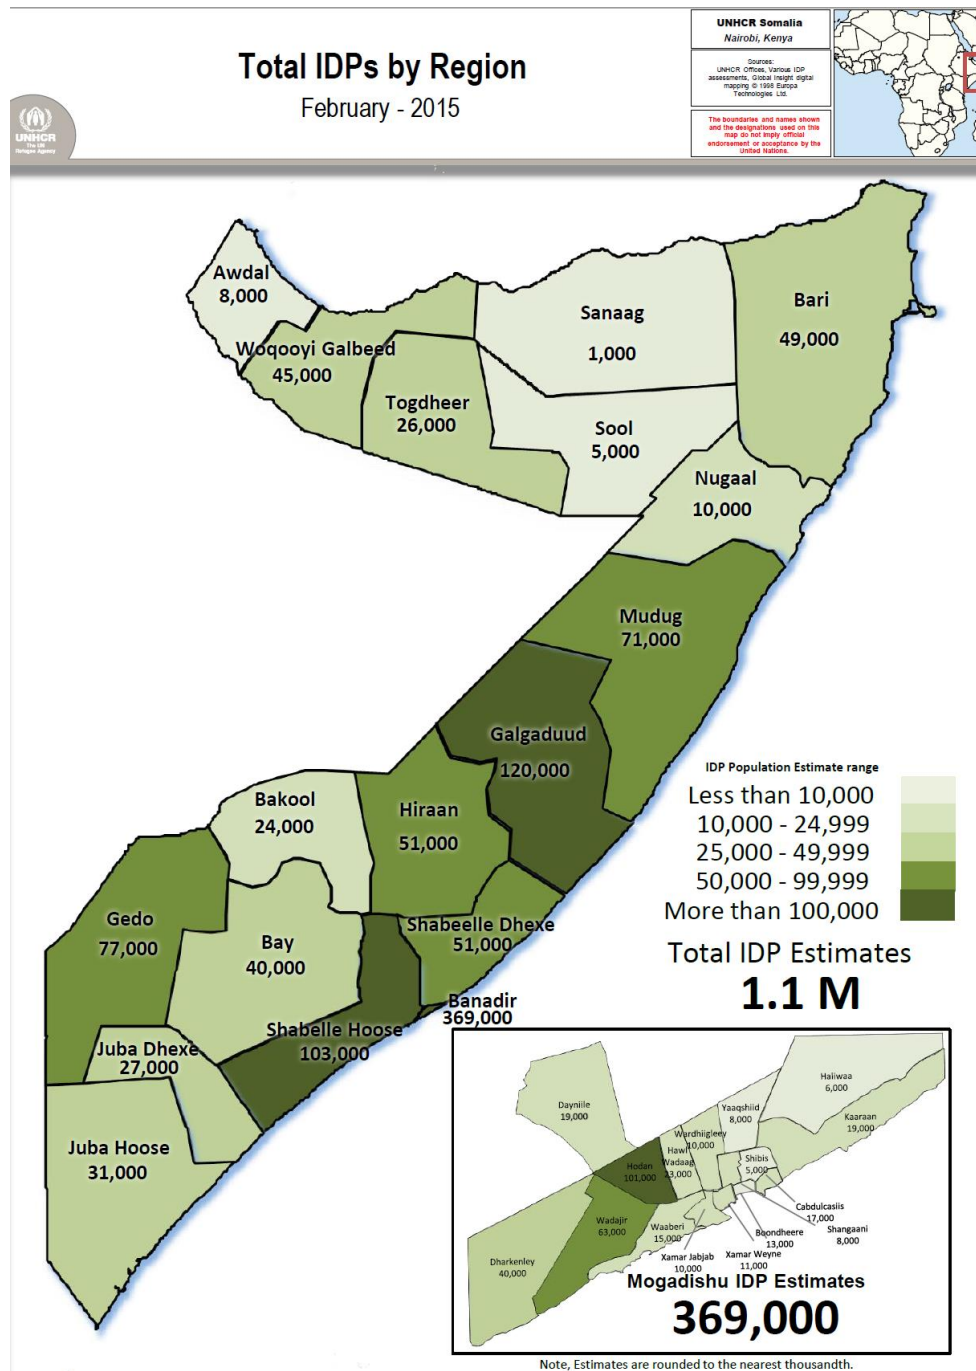 Total IDPs by Region
February - 2015
UNHCR
The UN
Refugee Agency
UNHCR Somalia
Nairobi, Kenya
Sources:
UNHCR Offices, Various IDP
assessments, Global Insight digital
mapping © 1998 Europa
Technologies Ltd.
The boundaries and names shown
and the designations used on this
map do not imply official
endorsement or acceptance by the
United Nations.
Awdal
8,000
Woqooyi Galbeed
45,000
Togdheer
26,000
Sanaag
1,000
Sool
5,000
Bari
49,000
Nugaal
10,000
Mudug
71,000
Galgaduud
120,000
Hiraan
51,000
Bakool
24,000
Gedo
77,000
Bay
40,000
Shabeelle Dhexe
51,000
Banadir
369,000
Shabelle Hoose
103,000
Juba Dhexe
27,000
Juba Hoose
31,000
IDP Population Estimate range
Less than 10,000
10,000 - 24,999
25,000 - 49,999
50,000 - 99,999
More than 100,000
Total IDP Estimates
1.1 M
Dayniile
19,000
Haliwaa
6,000
Yaaqshiid
8,000
Kaaraan
19,000
Wardhiigleey
10,000
Hawl
Wadaag
23,000
Hodan
101,000
Shibis
5,000
Wadajir
63,000
Waaberi
15,000
Dharkenley
40,000
Cabdulcasiis
17,000
Shangaani
8,000
Boondheere
13,000
Xamar Weyne
11,000
Xamar Jabjab
10,000
Mogadishu IDP Estimates
369,000
Note, Estimates are rounded to the nearest thousandth.